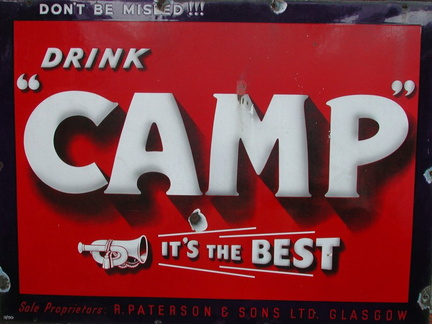 DON'T BE MISLED!!!
DRINK
"CAMP"
IT'S THE BEST
Sole Proprietors: R. PATERSON & SONS LTD. GLASGOW